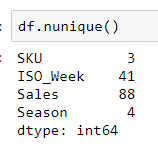 df.nunique()
SKU 3
ISO_Week 41
Sales 88
Season 4
dtype: int64